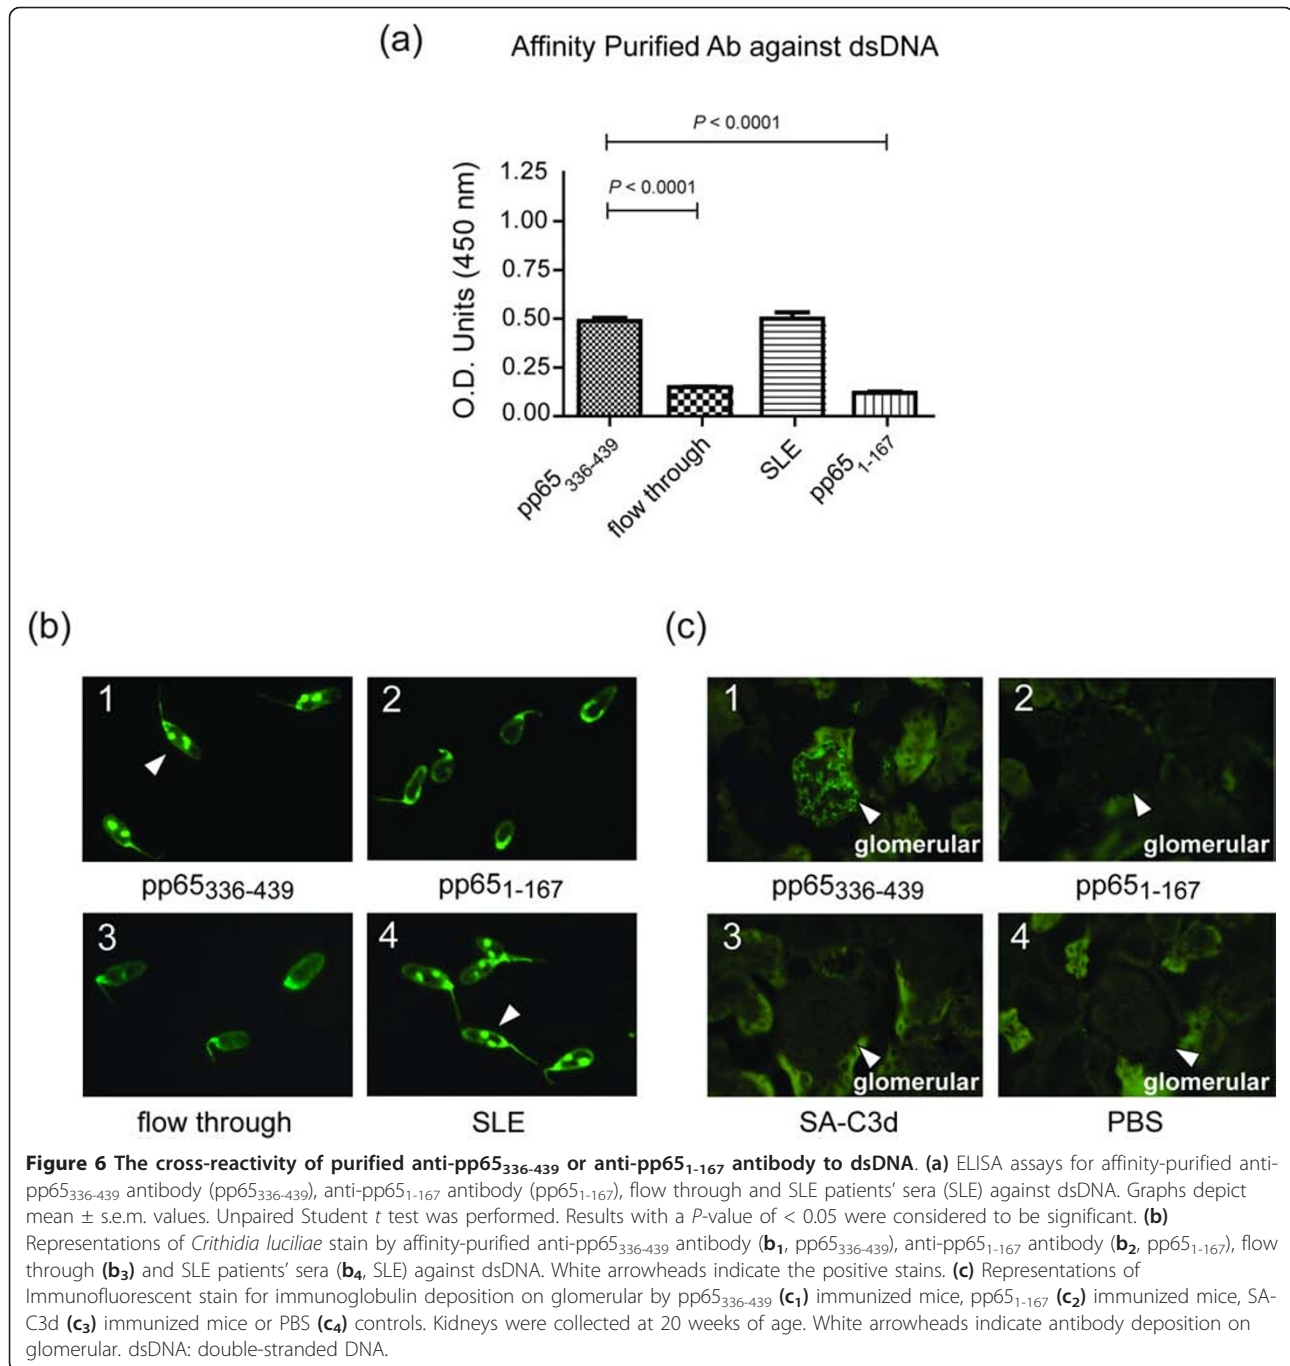 (a) Affinity Purified Ab against dsDNA
P < 0.0001
P < 0.0001
O.D. Units (450 nm)
1.25
1.00
0.75
0.50
0.25
0.00
pp65 336-439
flow through
SLE
pp65 1-167
(b)
(c)
1
2
pp65336-439
pp651-167
3
4
flow through
SLE
1
glomerular
2
glomerular
pp65336-439
pp651-167
3
glomerular
4
glomerular
SA-C3d
PBS
Figure 6 The cross-reactivity of purified anti-pp65336-439 or anti-pp651-167 antibody to dsDNA. (a) ELISA assays for affinity-purified anti-
pp65336-439 antibody (pp65336-439), anti-pp651-167 antibody (pp651-167), flow through and SLE patients' sera (SLE) against dsDNA. Graphs depict
mean ± s.e.m. values. Unpaired Student t test was performed. Results with a P-value of < 0.05 were considered to be significant. (b)
Representations of Crithidia luciliae stain by affinity-purified anti-pp65336-439 antibody (b1, pp65336-439), anti-pp651-167 antibody (b2, pp651-167), flow
through (b3) and SLE patients' sera (b4, SLE) against dsDNA. White arrowheads indicate the positive stains. (c) Representations of
Immunofluorescent stain for immunoglobulin deposition on glomerular by pp65336-439 (c1) immunized mice, pp651-167 (c2) immunized mice, SA-
C3d (c3) immunized mice or PBS (c4) controls. Kidneys were collected at 20 weeks of age. White arrowheads indicate antibody deposition on
glomerular. dsDNA: double-stranded DNA.